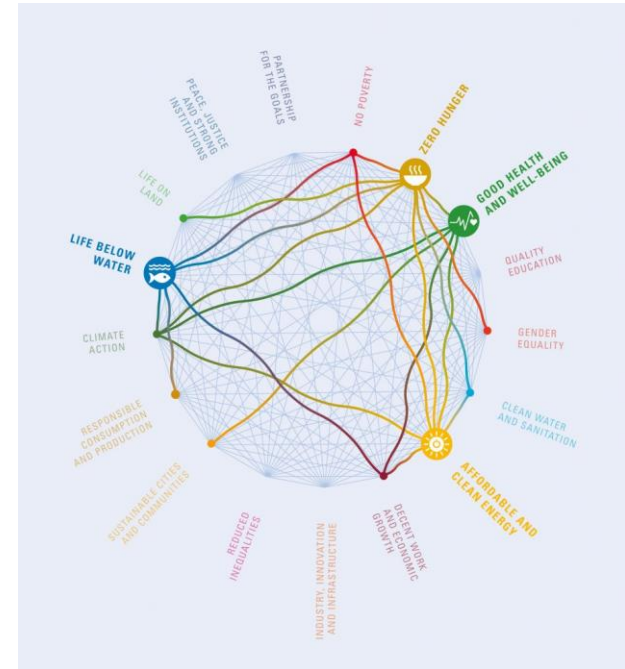 NO POVERTY
ZERO HUNGER
GOOD HEALTH
AND WELL-BEING
QUALITY
EDUCATION
GENDER
EQUALITY
CLEAN WATER
AND SANITATION
AFFORDABLE AND
CLEAN ENERGY
DECENT WORK
AND ECONOMIC
GROWTH
INDUSTRY, INNOVATION
AND INFRASTRUCTURE
REDUCED
INEQUALITIES
SUSTAINABLE CITIES
AND COMMUNITIES
RESPONSIBLE
CONSUMPTION
AND PRODUCTION
CLIMATE
ACTION
LIFE BELOW
WATER
LIFE ON
LAND
PEACE, JUSTICE
AND STRONG
INSTITUTIONS
PARTNERSHIP
FOR THE GOALS